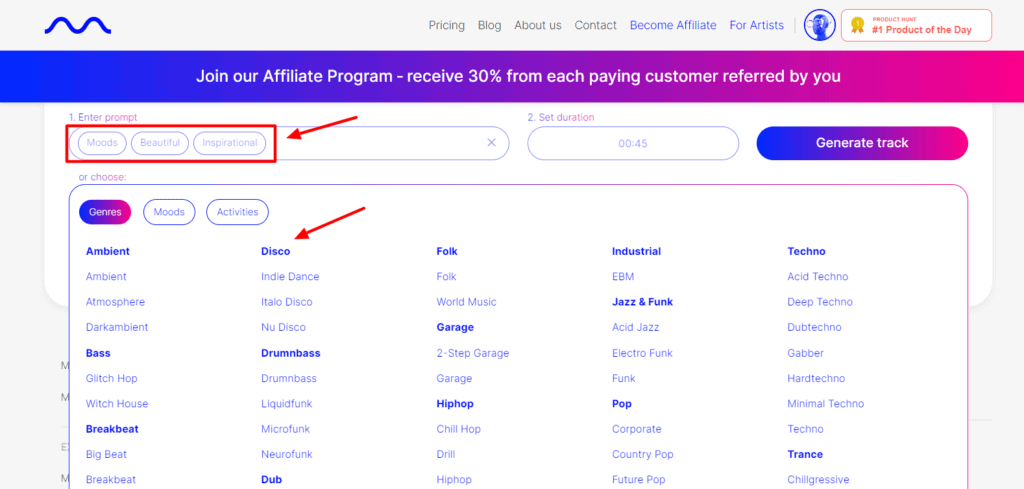 Pricing Blog About us Contact Become Affiliate For Artists
PRODUCT HUNT
#1 Product of the Day
Join our Affiliate Program - receive 30% from each paying customer referred by you
1. Enter prompt
2. Set duration
Moods Beautiful Inspirational
00:45
Generate track
or choose:
Genres Moods Activities
Ambient Disco Folk Industrial Techno
Ambient Indie Dance Folk EBM Acid Techno
Atmosphere Italo Disco World Music Jazz & Funk Deep Techno
Darkambient Nu Disco Garage Acid Jazz Dubtechno
Bass Drumnbass 2-Step Garage Electro Funk Gabber
Glitch Hop Drumnbass Garage Funk Hardtechno
Witch House Liquidfunk Hiphop Pop Minimal Techno
Breakbeat Microfunk Chill Hop Corporate Techno
Big Beat Neurofunk Drill Country Pop Trance
Breakbeat Dub Hiphop Future Pop Chillgressive